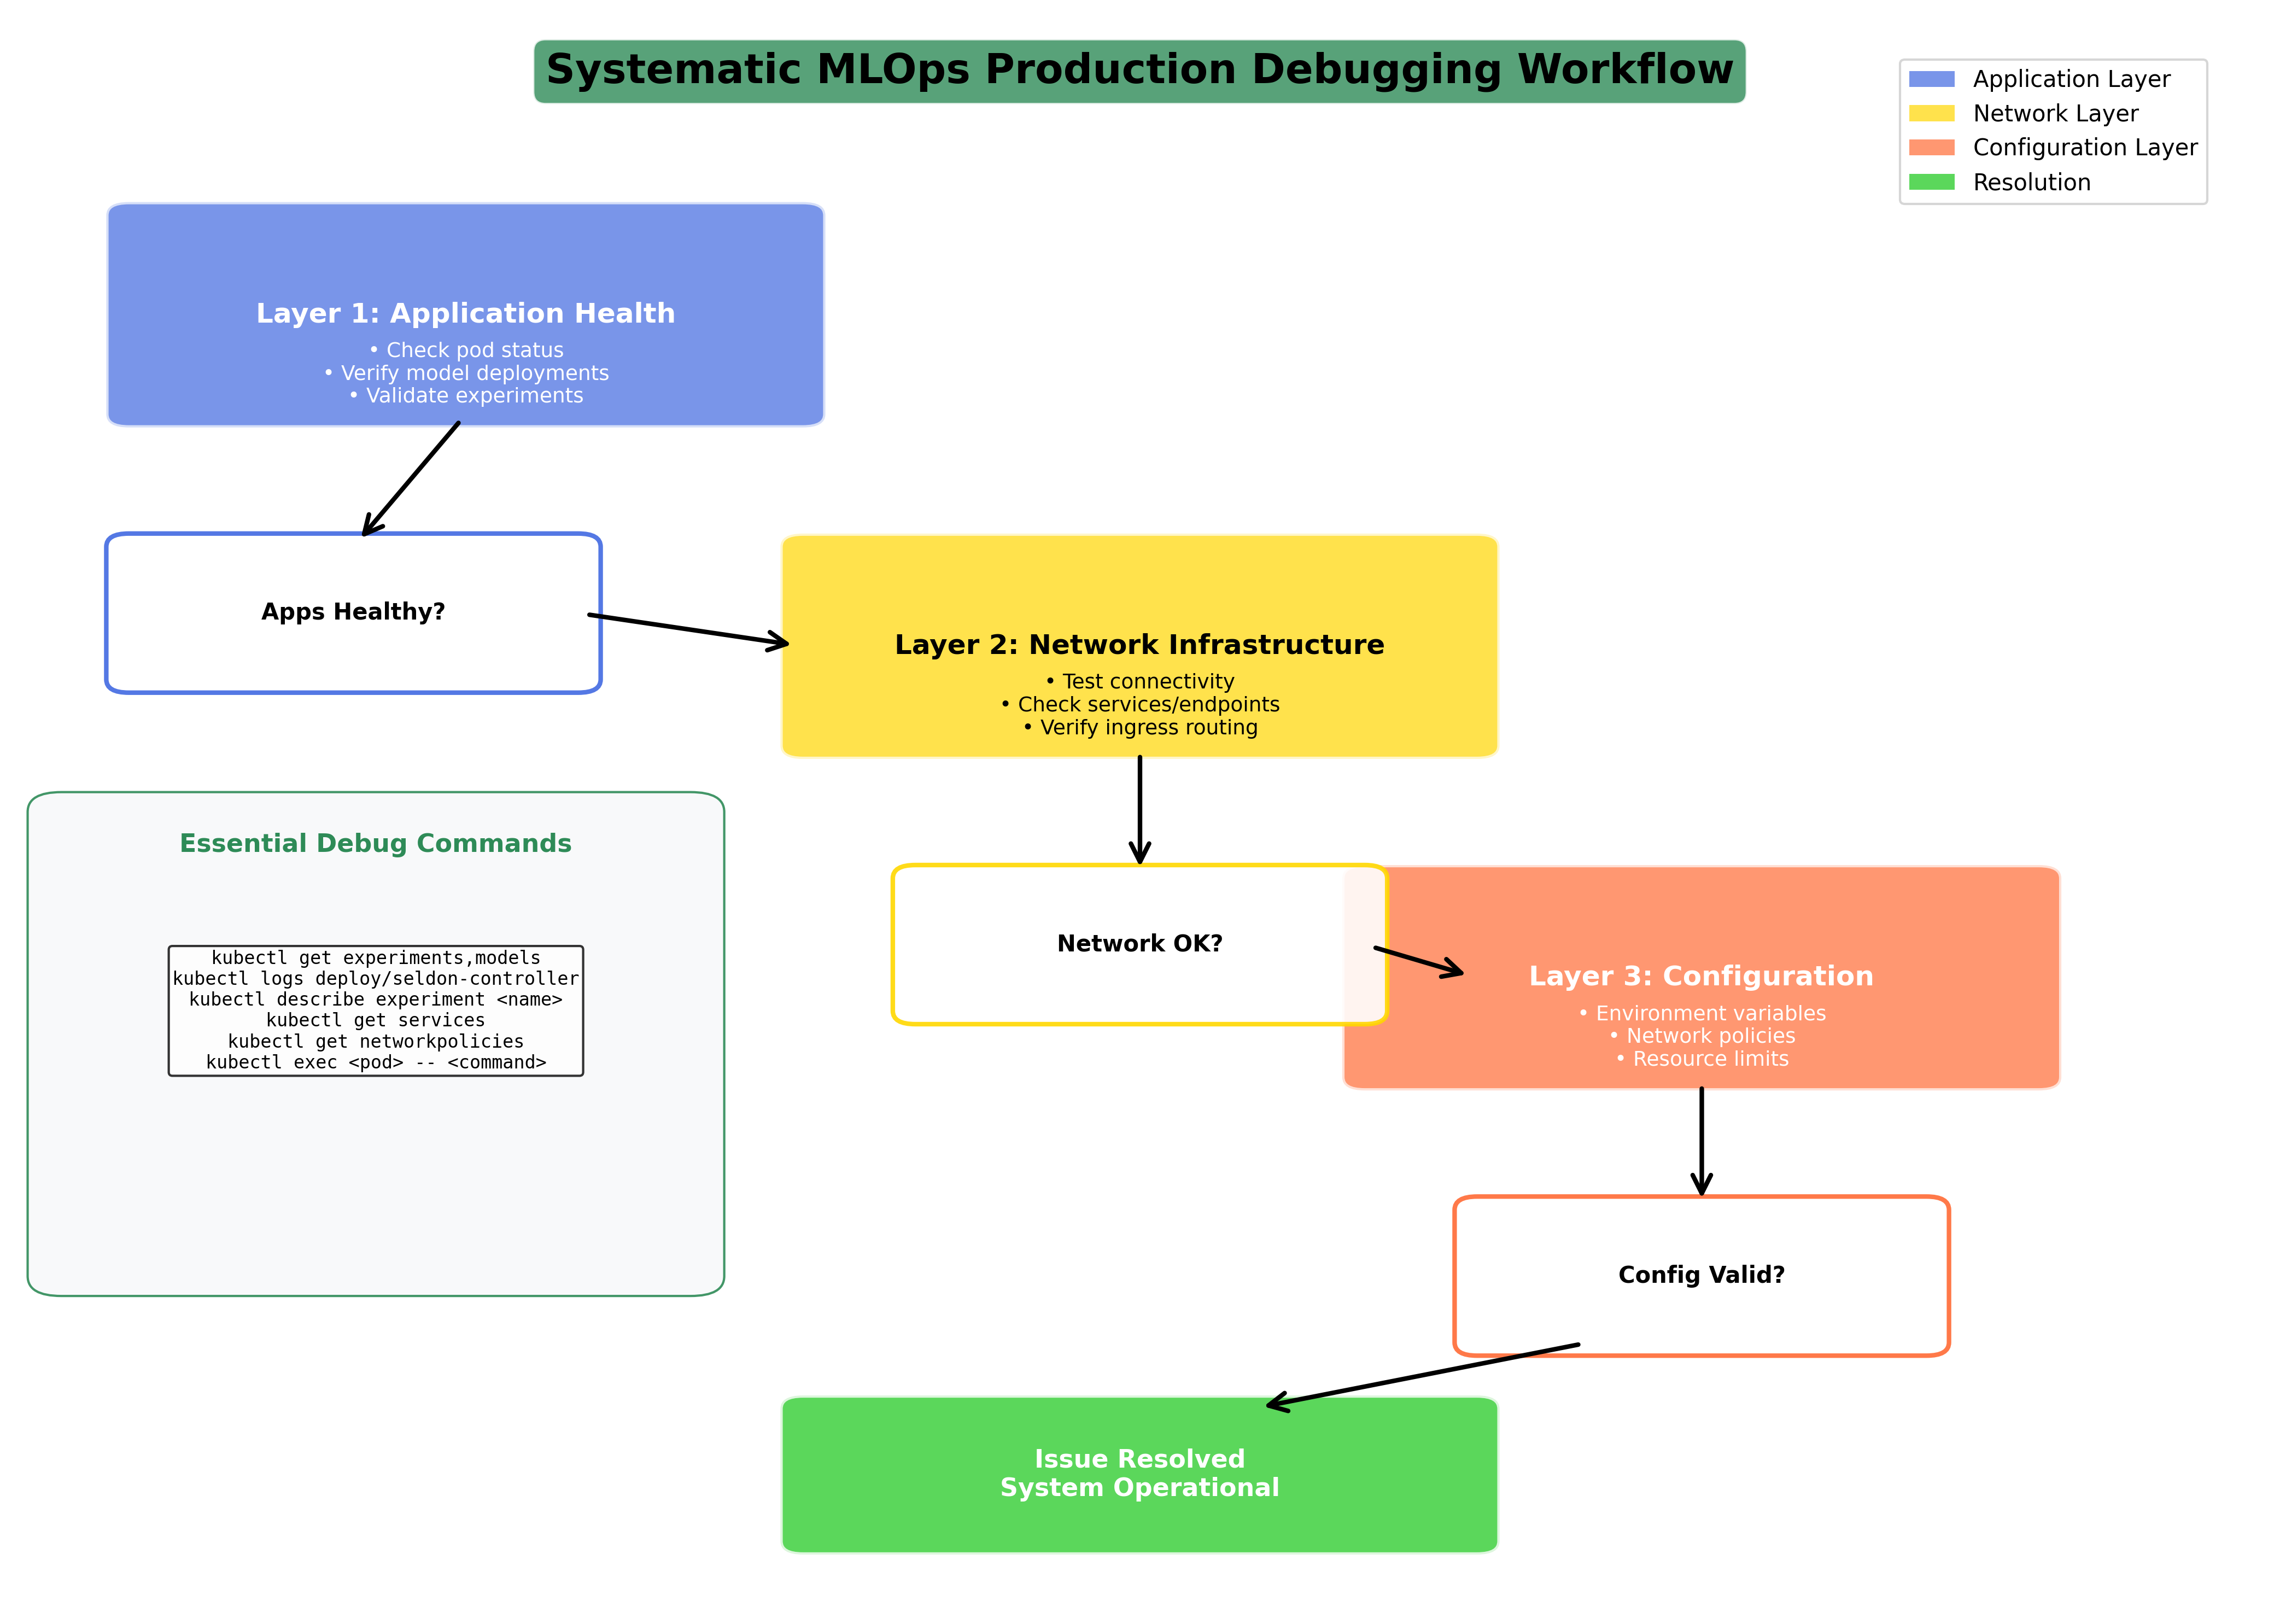 Systematic MLOps Production Debugging Workflow
Application Layer
Network Layer
Configuration Layer
Resolution
Layer 1: Application Health
• Check pod status
• Verify model deployments
• Validate experiments
Apps Healthy?
Layer 2: Network Infrastructure
• Test connectivity
• Check services/endpoints
• Verify ingress routing
Essential Debug Commands
kubectl get experiments,models
kubectl logs deploy/seldon-controller
kubectl describe experiment <name>
kubectl get services
kubectl get networkpolicies
kubectl exec <pod> -- <command>
Network OK?
Layer 3: Configuration
• Environment variables
• Network policies
• Resource limits
Config Valid?
Issue Resolved
System Operational